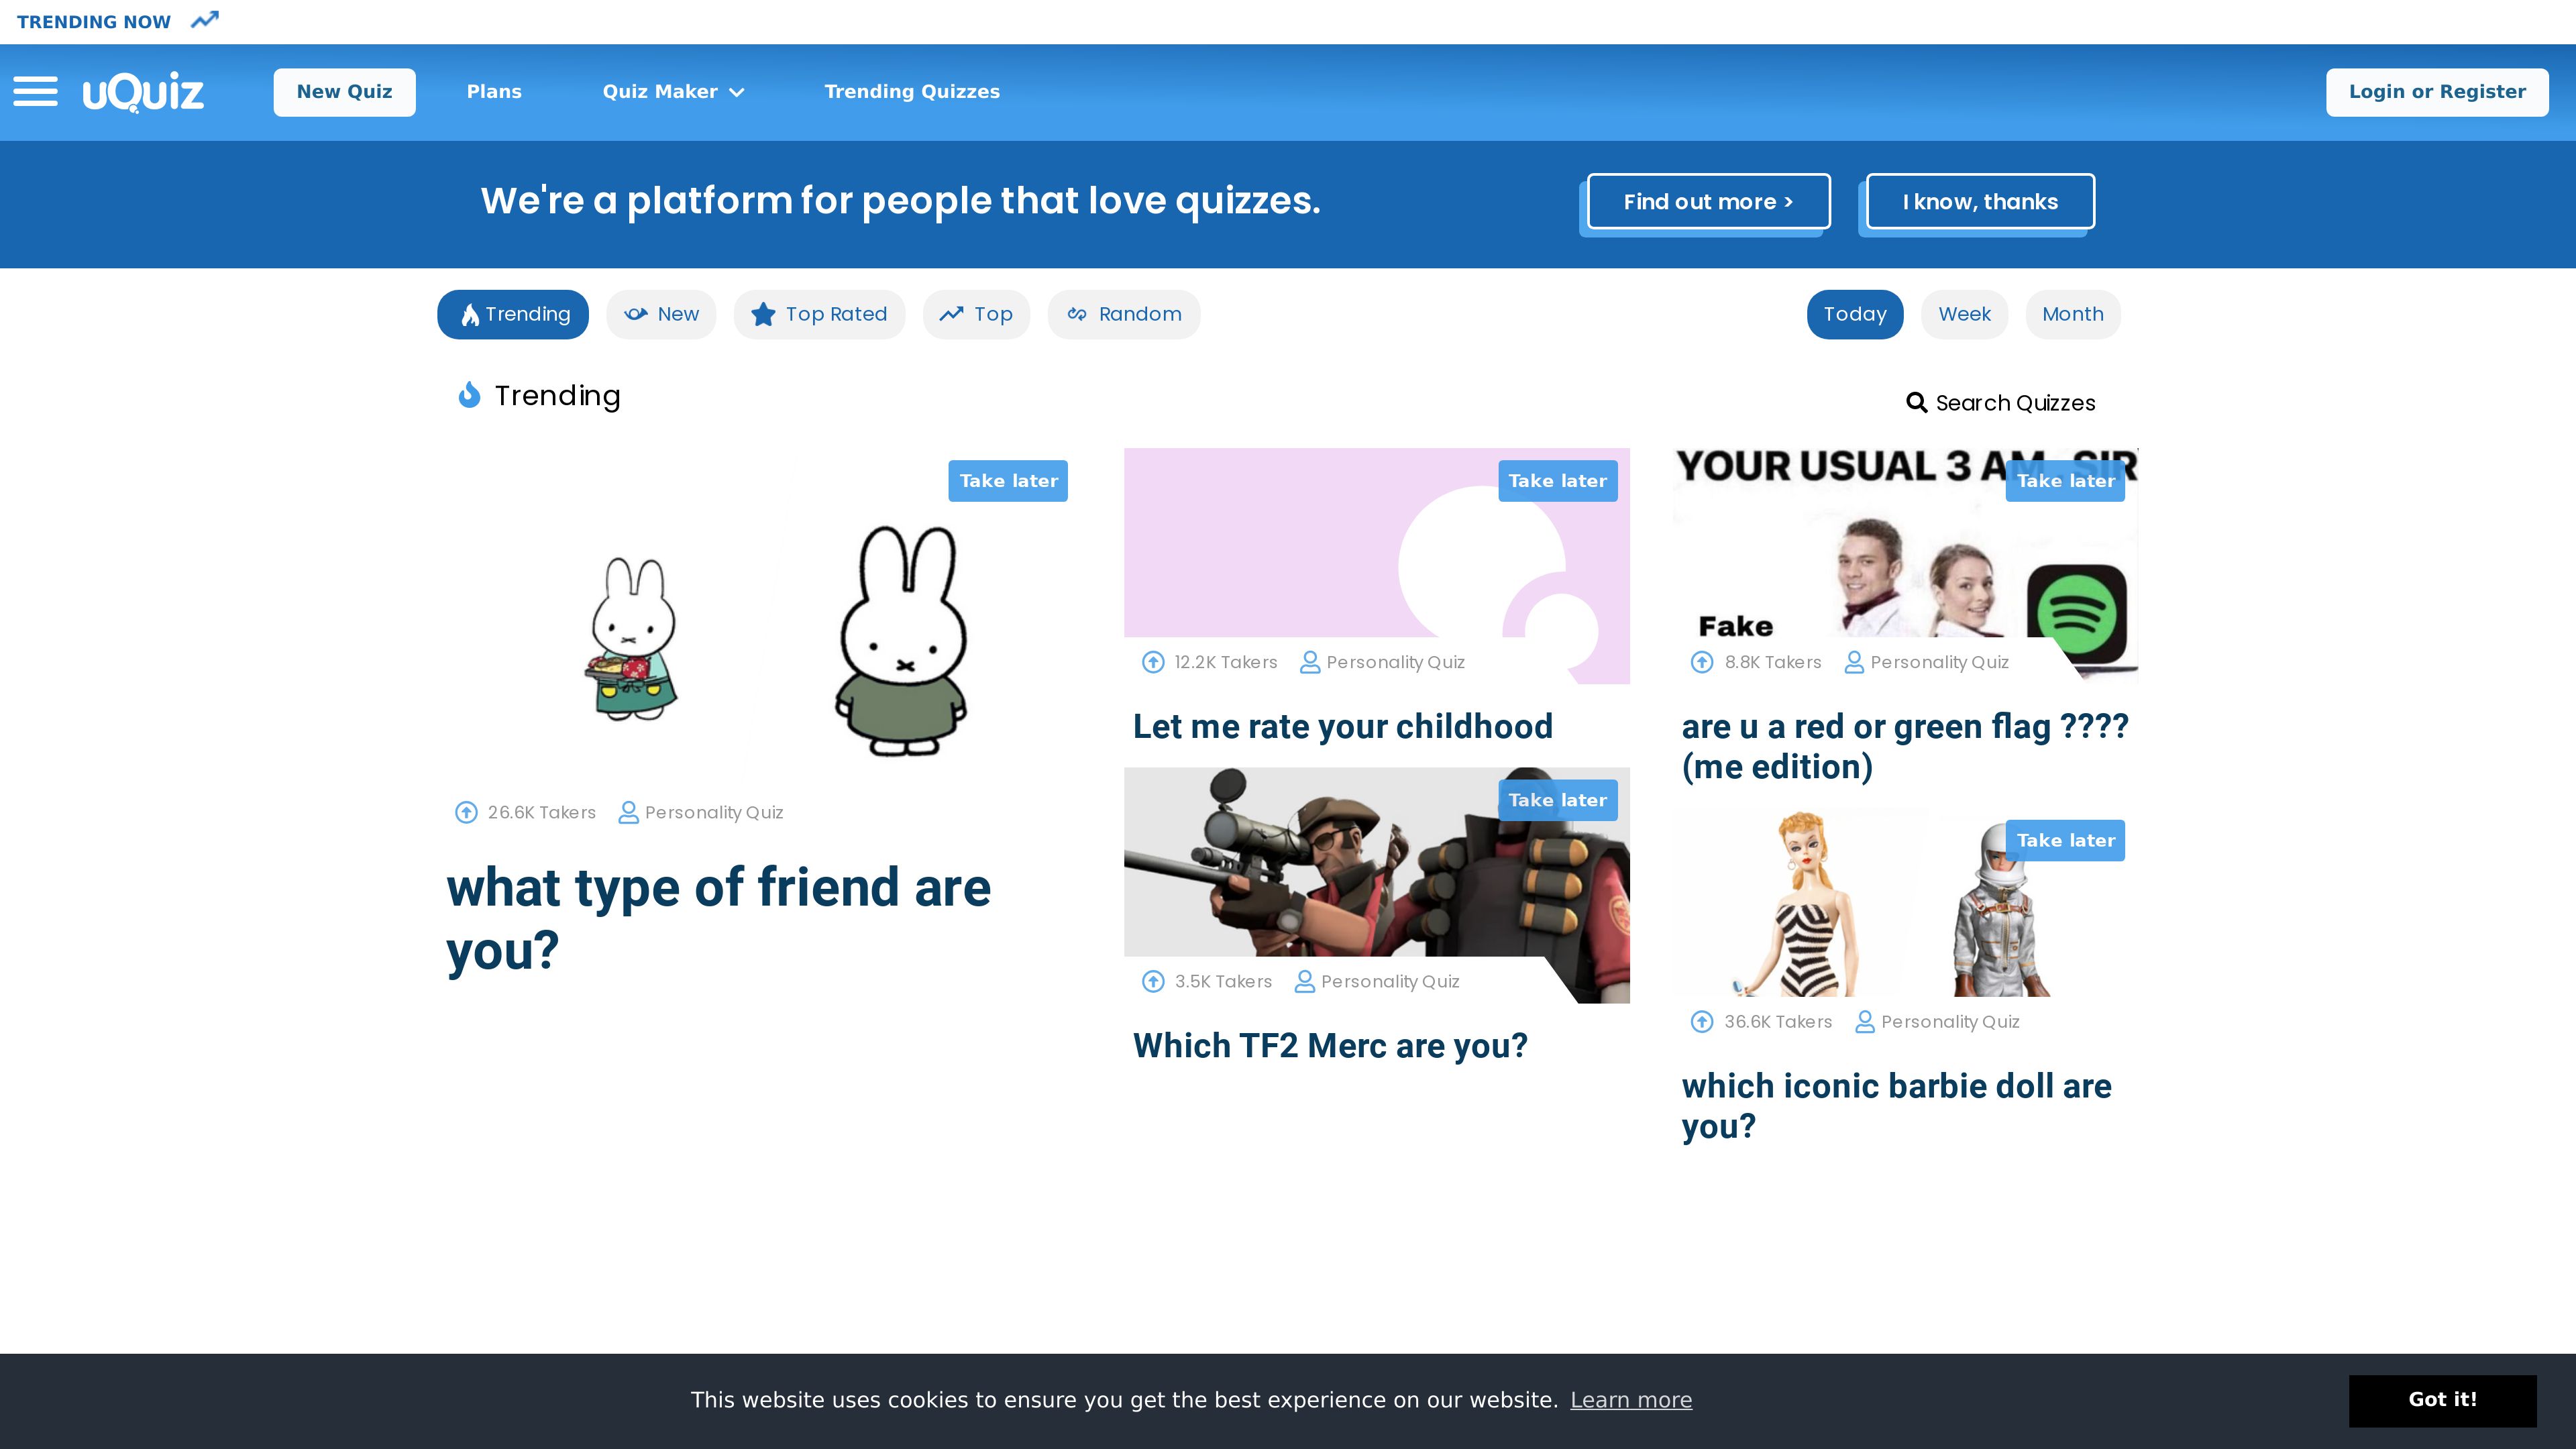 TRENDING NOW
uQuiz
New Quiz
Plans
Quiz Maker
Trending Quizzes
Login or Register
We're a platform for people that love quizzes.
Find out more >
I know, thanks
Trending
New
Top Rated
Top
Random
Today
Week
Month
Trending
Search Quizzes
Take later
26.6K Takers
Personality Quiz
what type of friend are
you?
Take later
12.2K Takers
Personality Quiz
Let me rate your childhood
Take later
3.5K Takers
Personality Quiz
Which TF2 Merc are you?
YOUR USUAL 3 AM, SIR
Take later
Fake
8.8K Takers
Personality Quiz
are u a red or green flag ????
(me edition)
Take later
36.6K Takers
Personality Quiz
which iconic barbie doll are
you?
This website uses cookies to ensure you get the best experience on our website. Learn more
Got it!